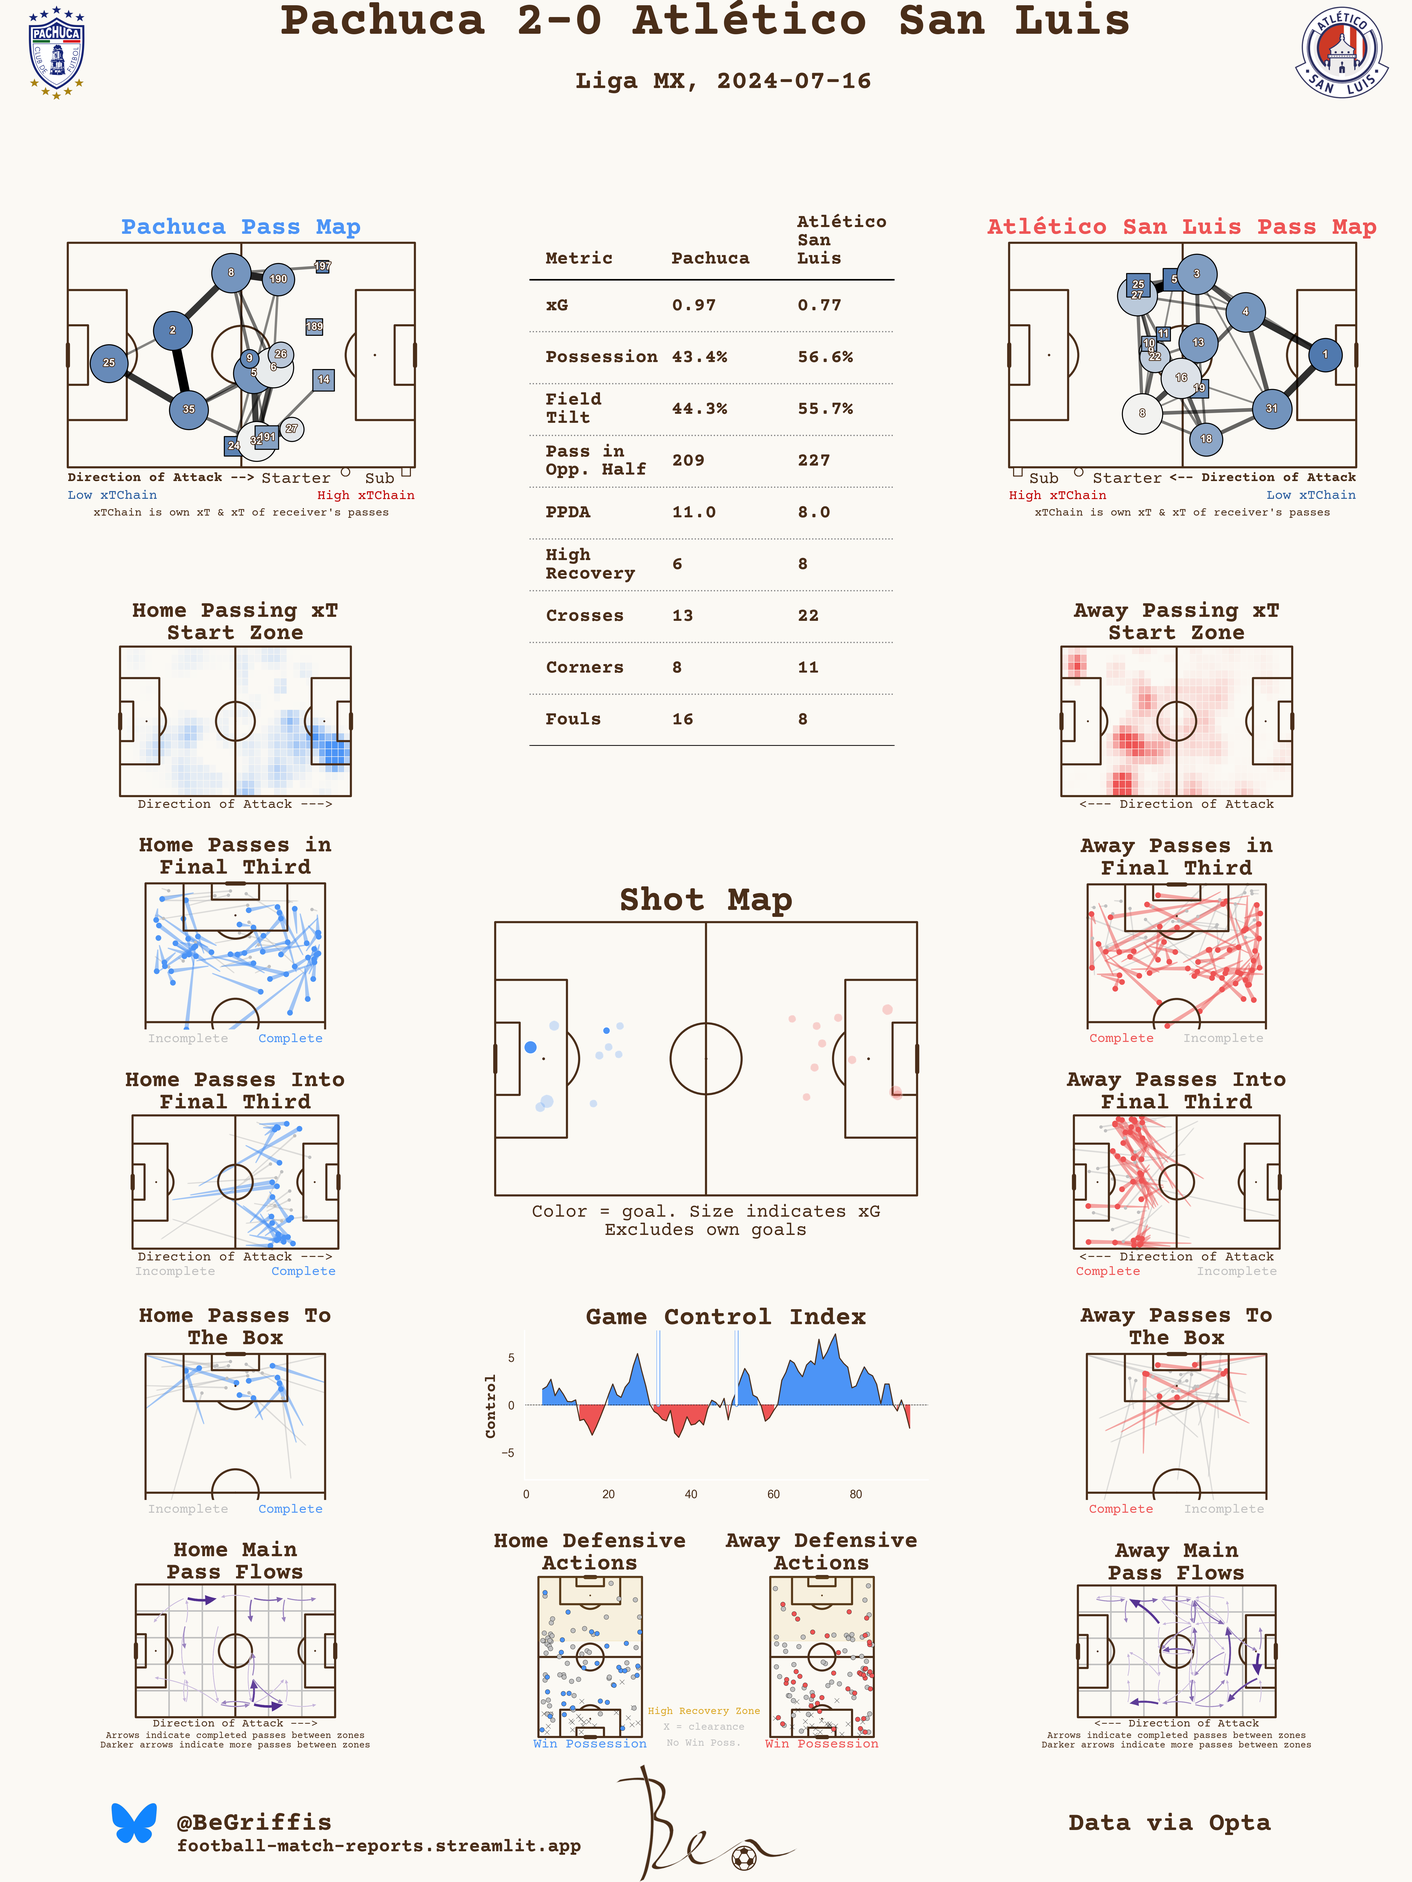 Pachuca 2-0 Atlético San Luis
Liga MX, 2024-07-16
PACHUCA
CLUB DE FUTBOL
ATLÉTICO
SAN LUIS
Pachuca Pass Map
8
190
197
2
189
25
9
26
5
6
14
35
27
24
32
191
Direction of Attack --> Starter Sub
Low xTChain High xTChain
xTChain is own xT & xT of receiver's passes
Metric Pachuca Atlético San Luis
xG 0.97 0.77
Possession 43.4% 56.6%
Field Tilt 44.3% 55.7%
Pass in Opp. Half 209 227
PPDA 11.0 8.0
High Recovery 6 8
Crosses 13 22
Corners 8 11
Fouls 16 8
Atlético San Luis Pass Map
25
5
3
27
4
11
10
13
22
1
16
19
8
31
18
Sub Starter <-- Direction of Attack
High xTChain Low xTChain
xTChain is own xT & xT of receiver's passes
Home Passing xT
Start Zone
Direction of Attack --->
Away Passing xT
Start Zone
<--- Direction of Attack
Home Passes in
Final Third
Incomplete Complete
Away Passes in
Final Third
Complete Incomplete
Shot Map
Color = goal. Size indicates xG
Excludes own goals
Home Passes Into
Final Third
Direction of Attack --->
Incomplete Complete
Away Passes Into
Final Third
<--- Direction of Attack
Complete Incomplete
Home Passes To
The Box
Incomplete Complete
Game Control Index
Control
5
0
−5
0 20 40 60 80
Away Passes To
The Box
Complete Incomplete
Home Main
Pass Flows
Direction of Attack --->
Arrows indicate completed passes between zones
Darker arrows indicate more passes between zones
Home Defensive
Actions
Win Possession
Away Defensive
Actions
Win Possession
High Recovery Zone
X = clearance
No Win Poss.
Away Main
Pass Flows
<--- Direction of Attack
Arrows indicate completed passes between zones
Darker arrows indicate more passes between zones
@BeGriffis
football-match-reports.streamlit.app
Ben
Data via Opta